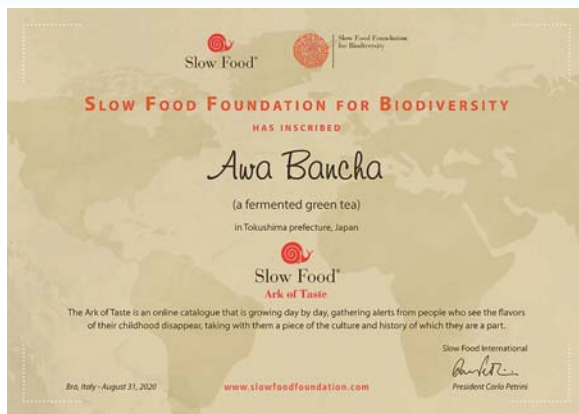 Slow Food®
Slow Food Foundation
for Biodiversity
SLOW FOOD FOUNDATION FOR BIODIVERSITY
HAS INSCRIBED
Awa Bancha
(a fermented green tea)
in Tokushima prefecture, Japan
Slow Food®
Ark of Taste
The Ark of Taste is an online catalogue that is growing day by day, gathering alerts from people who see the flavors
of their childhood disappear, taking with them a piece of the culture and history of which they are a part.
Slow Food International
Bra, Italy - August 31, 2020
www.slowfoodfoundation.com
President Carlo Petrini